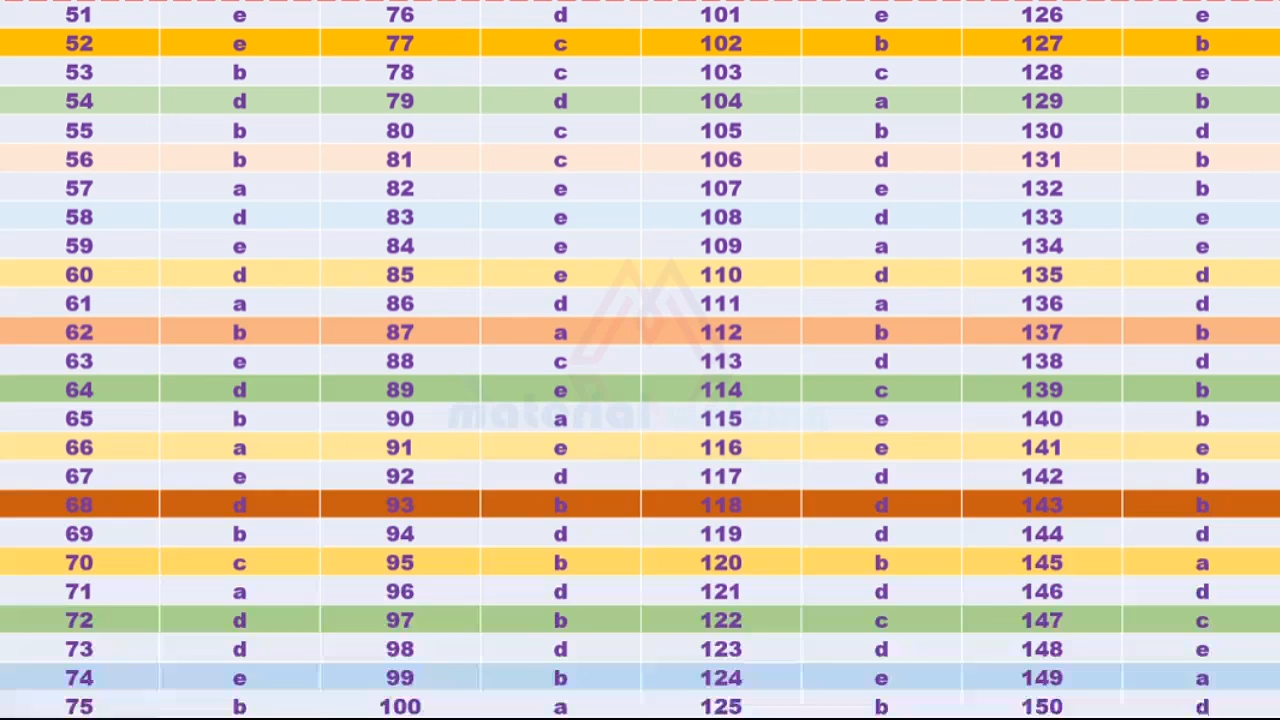 51 e 76 d 101 e 126 e
52 e 77 c 102 b 127 b
53 b 78 c 103 c 128 e
54 d 79 d 104 a 129 b
55 b 80 c 105 b 130 d
56 b 81 c 106 d 131 b
57 a 82 e 107 e 132 b
58 d 83 e 108 d 133 e
59 e 84 e 109 a 134 e
60 d 85 e 110 d 135 d
61 a 86 d 111 a 136 d
62 b 87 a 112 b 137 b
63 e 88 c 113 d 138 d
64 d 89 e 114 c 139 b
65 b 90 a 115 e 140 b
66 a 91 e 116 e 141 e
67 e 92 d 117 d 142 b
68 d 93 b 118 d 143 b
69 b 94 d 119 d 144 d
70 c 95 b 120 b 145 a
71 a 96 d 121 d 146 d
72 d 97 b 122 c 147 c
73 d 98 d 123 d 148 e
74 e 99 b 124 e 149 a
75 b 100 a 125 b 150 d